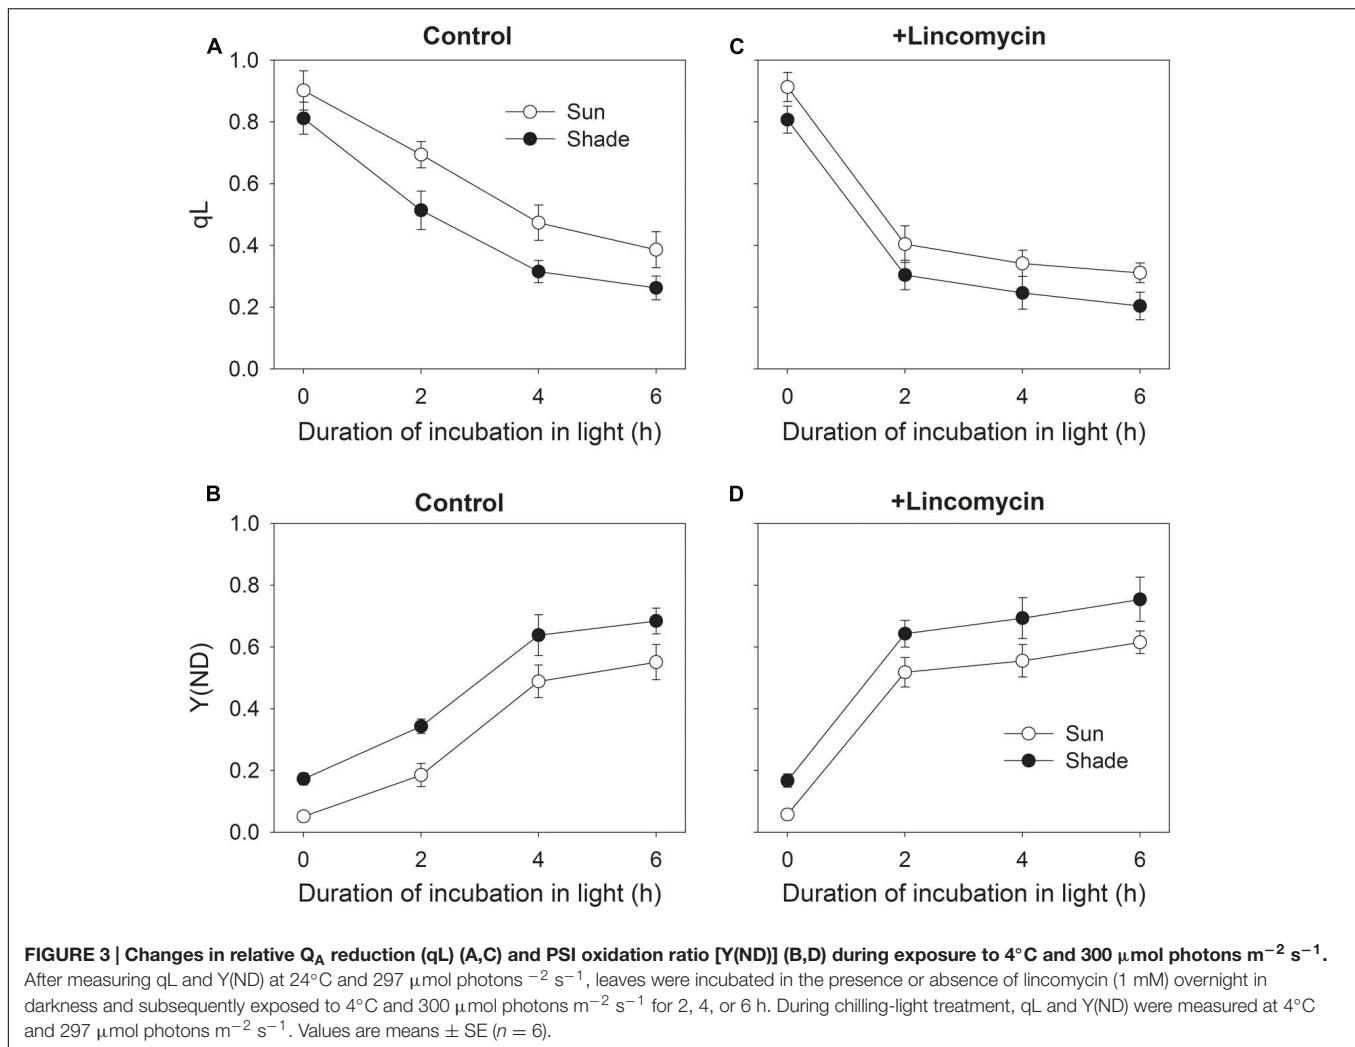 A
Control
C
+Lincomycin
1.0
0.8
0.6
0.4
0.2
0.0
qL
Sun
Shade
0 2 4 6
0 2 4 6
Duration of incubation in light (h)
Duration of incubation in light (h)
B
Control
D
+Lincomycin
1.0
0.8
0.6
0.4
0.2
0.0
Y(ND)
Sun
Shade
0 2 4 6
0 2 4 6
Duration of incubation in light (h)
Duration of incubation in light (h)
FIGURE 3 | Changes in relative QA reduction (qL) (A,C) and PSI oxidation ratio [Y(ND)] (B,D) during exposure to 4°C and 300 μmol photons m−2 s−1.
After measuring qL and Y(ND) at 24°C and 297 μmol photons −2 s−1, leaves were incubated in the presence or absence of lincomycin (1 mM) overnight in
darkness and subsequently exposed to 4°C and 300 μmol photons m−2 s−1 for 2, 4, or 6 h. During chilling-light treatment, qL and Y(ND) were measured at 4°C
and 297 μmol photons m−2 s−1. Values are means ± SE (n = 6).